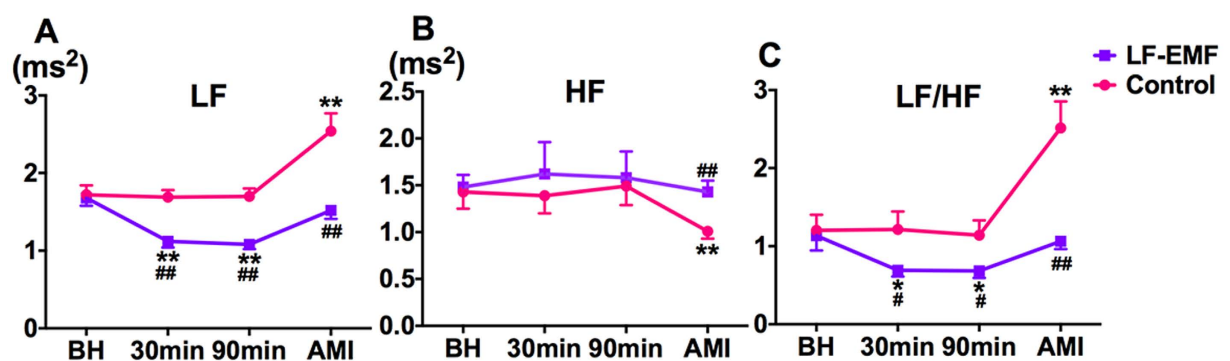 A
(ms²)
LF
3
2
1
0
**
**
##
**
##
##
BH 30min 90min AMI
B
(ms²)
HF
2.5
2.0
1.5
1.0
0.5
0.0
##
**
BH 30min 90min AMI
C
LF/HF
3
2
1
0
**
*
#
*
#
##
BH 30min 90min AMI
LF-EMF
Control